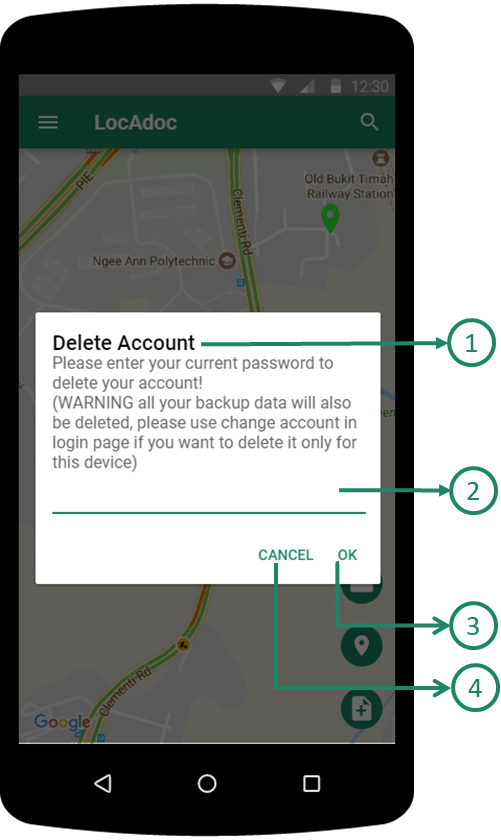 12:30
LocAdoc
Old Bukit Timah
Railway Station
PIE
Clementi Rd
Ngee Ann Polytechnic
Delete Account
Please enter your current password to
delete your account!
(WARNING all your backup data will also
be deleted, please use change account in
login page if you want to delete it only for
this device)
CANCEL OK
1
2
3
4
Clementi Rd
Google